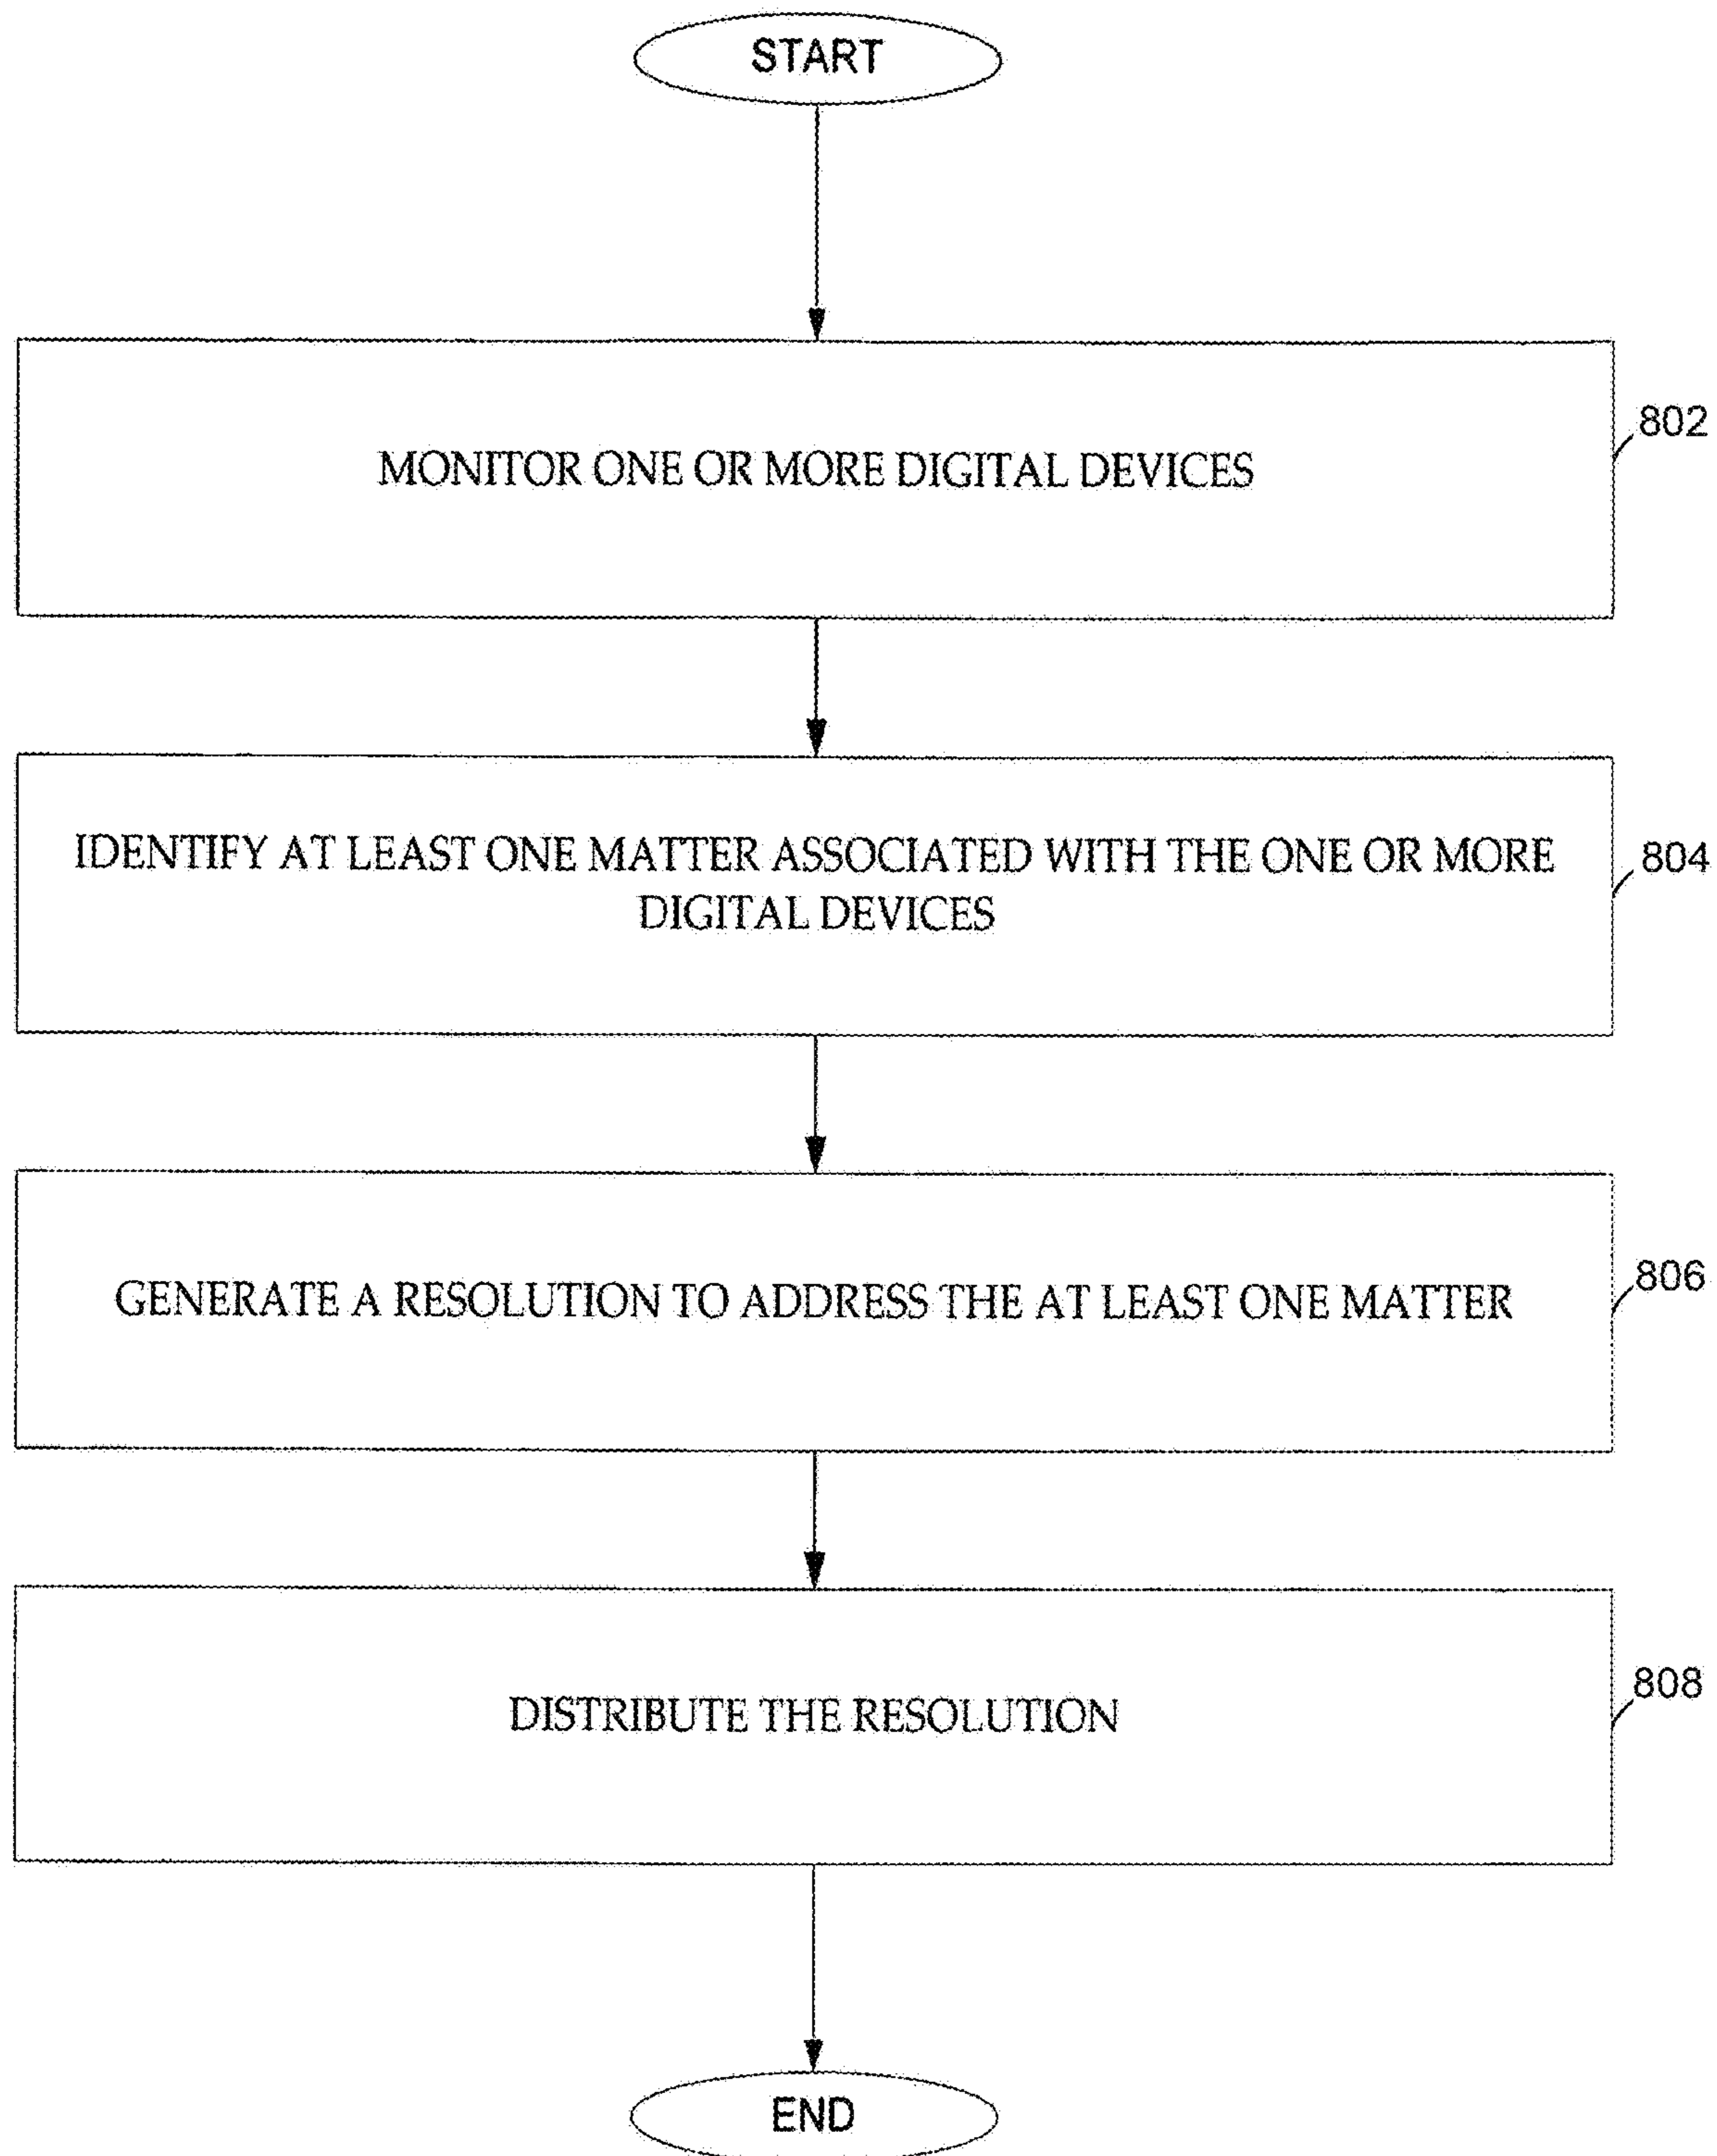 START
MONITOR ONE OR MORE DIGITAL DEVICES
802
IDENTIFY AT LEAST ONE MATTER ASSOCIATED WITH THE ONE OR MORE
DIGITAL DEVICES
804
GENERATE A RESOLUTION TO ADDRESS THE AT LEAST ONE MATTER
806
DISTRIBUTE THE RESOLUTION
808
END